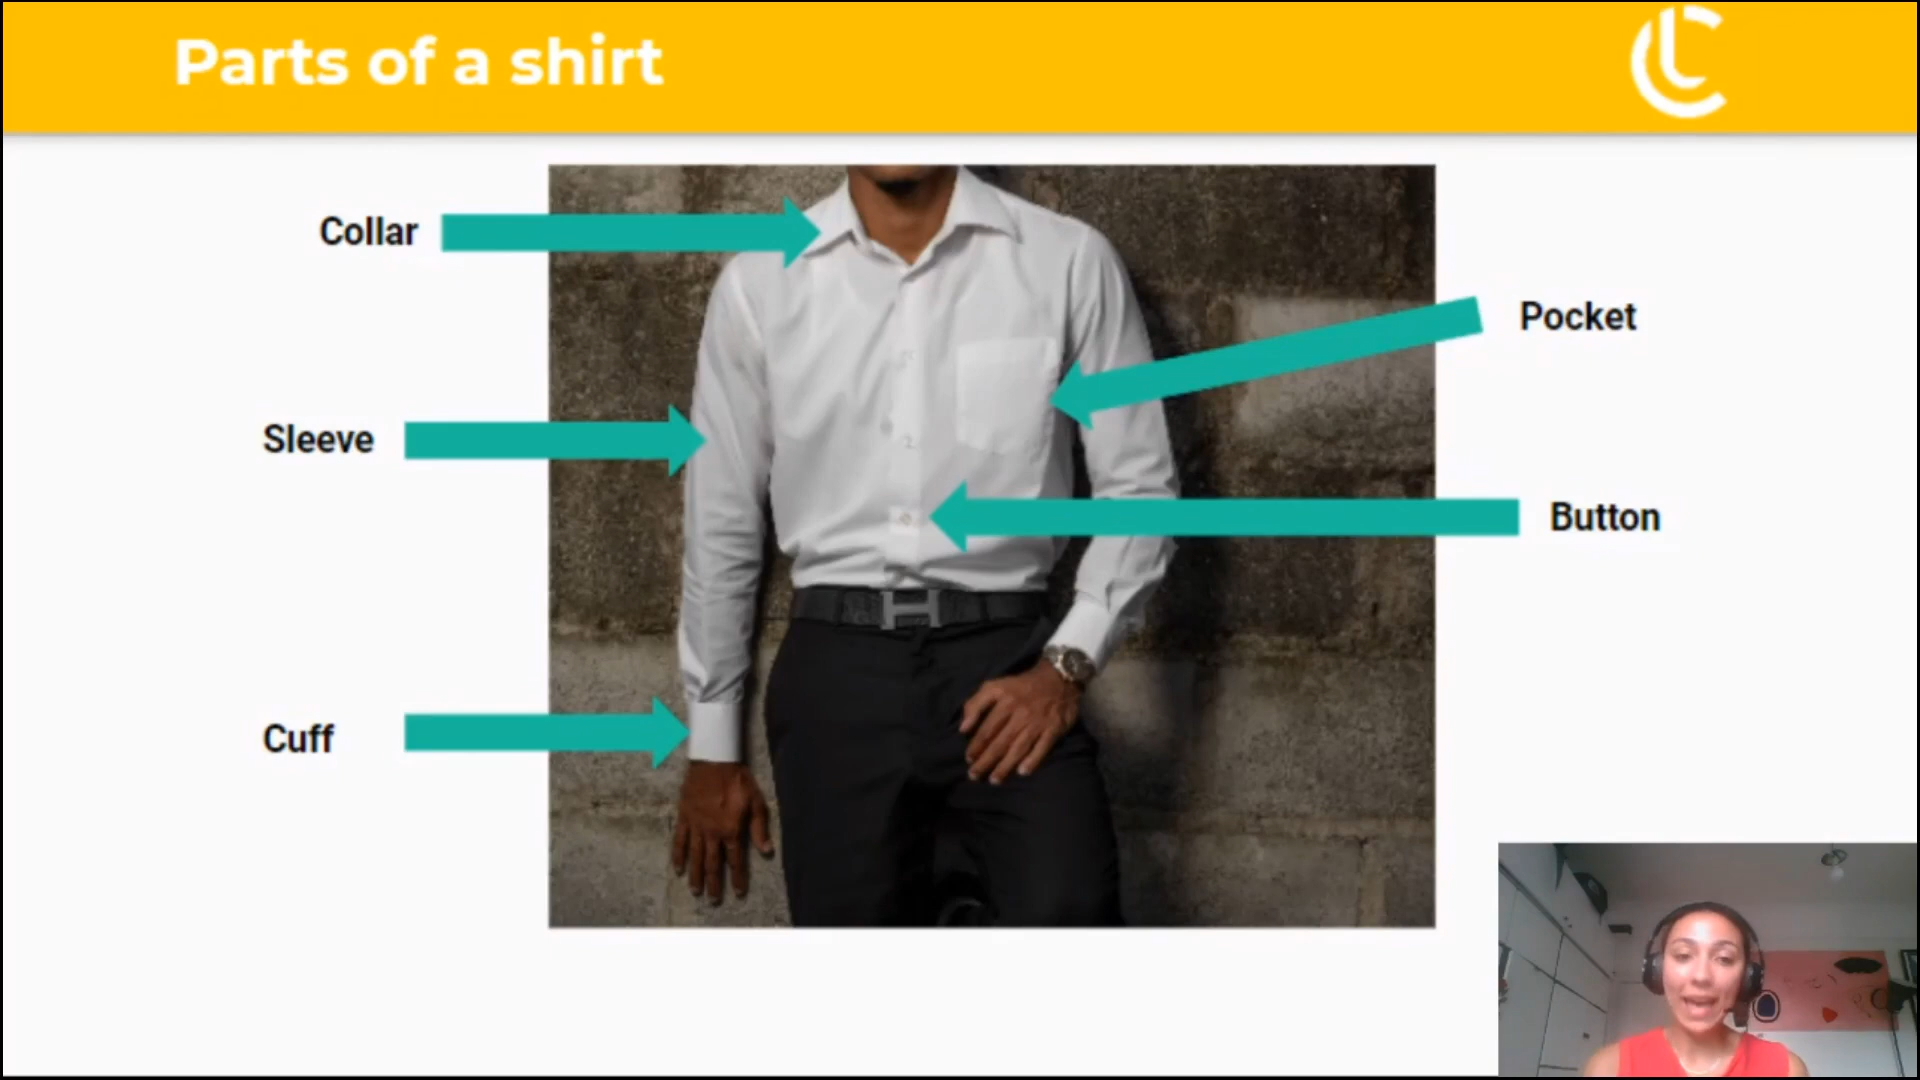 Parts of a shirt
Collar
Pocket
Sleeve
Button
Cuff